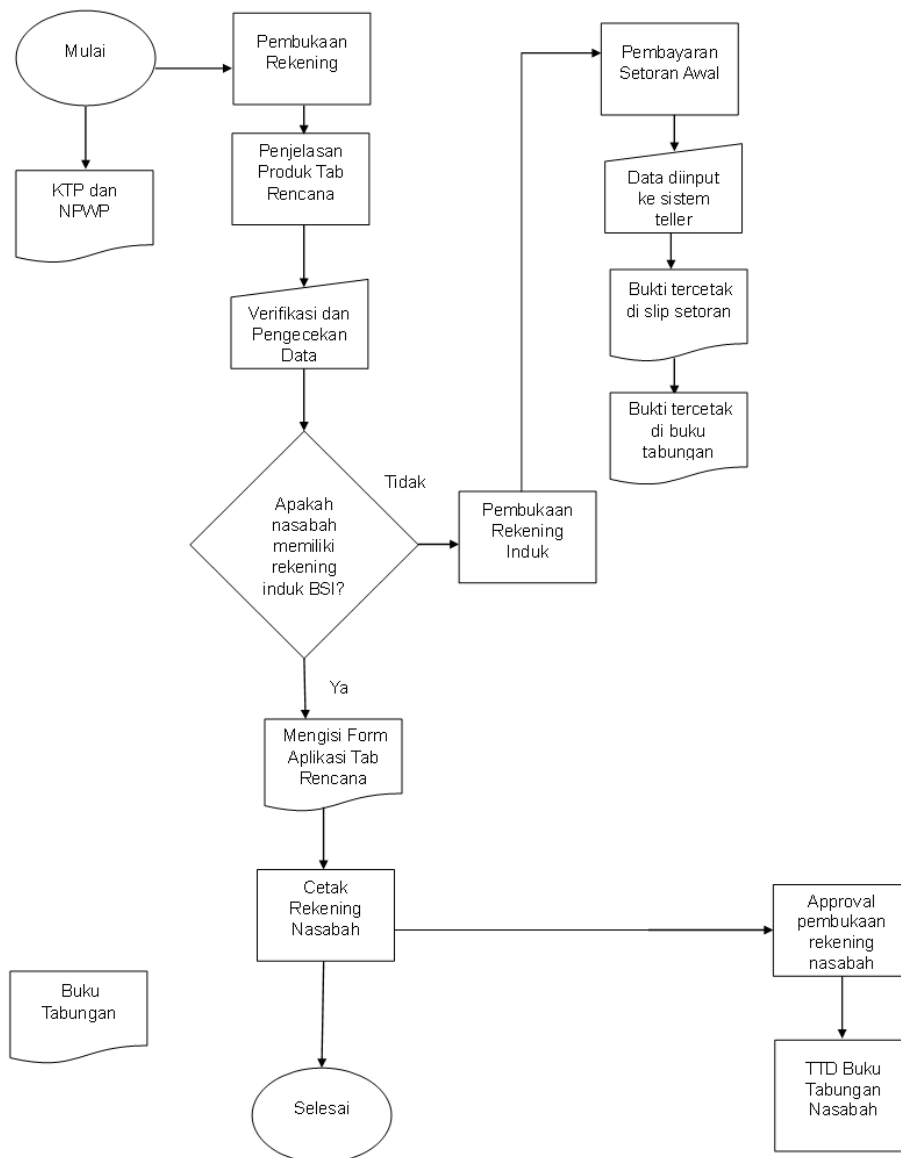 Mulai
Pembukaan
Rekening
Pembayaran
Setoran Awal
KTP dan
NPWP
Penjelasan
Produk Tab
Rencana
Data diinput
ke sistem
teller
Verifikasi dan
Pengecekan
Data
Bukti tercetak
di slip setoran
Bukti tercetak
di buku
tabungan
Apakah
nasabah
memiliki
rekening
induk BSI?
Tidak
Pembukaan
Rekening
Induk
Ya
Mengisi Form
Aplikasi Tab
Rencana
Cetak
Rekening
Nasabah
Approval
pembukaan
rekening
nasabah
Buku
Tabungan
Selesai
TTD Buku
Tabungan
Nasabah